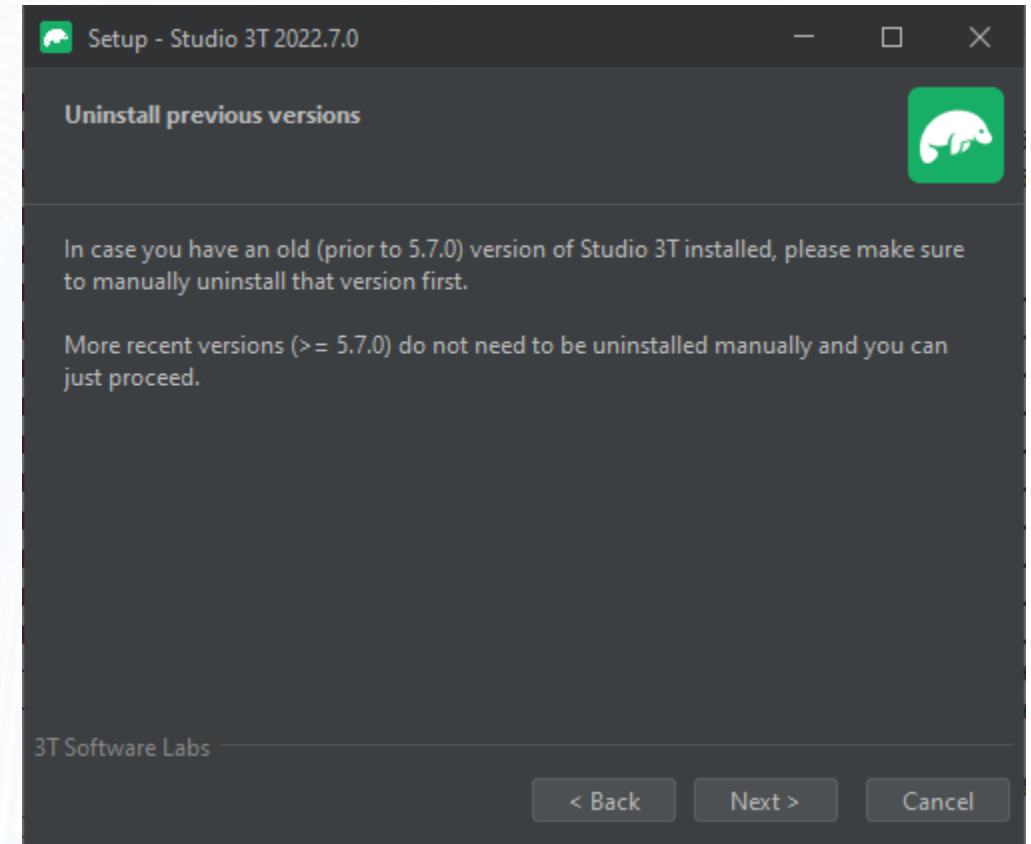 Setup - Studio 3T 2022.7.0
Uninstall previous versions
In case you have an old (prior to 5.7.0) version of Studio 3T installed, please make sure
to manually uninstall that version first.
More recent versions (>= 5.7.0) do not need to be uninstalled manually and you can
just proceed.
3T Software Labs
< Back Next > Cancel